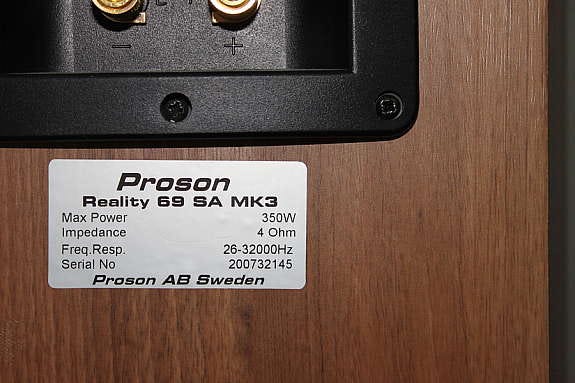 − +
Proson
Reality 69 SA MK3
Max Power 350W
Impedance 4 Ohm
Freq.Resp. 26-32000Hz
Serial No 200732145
Proson AB Sweden